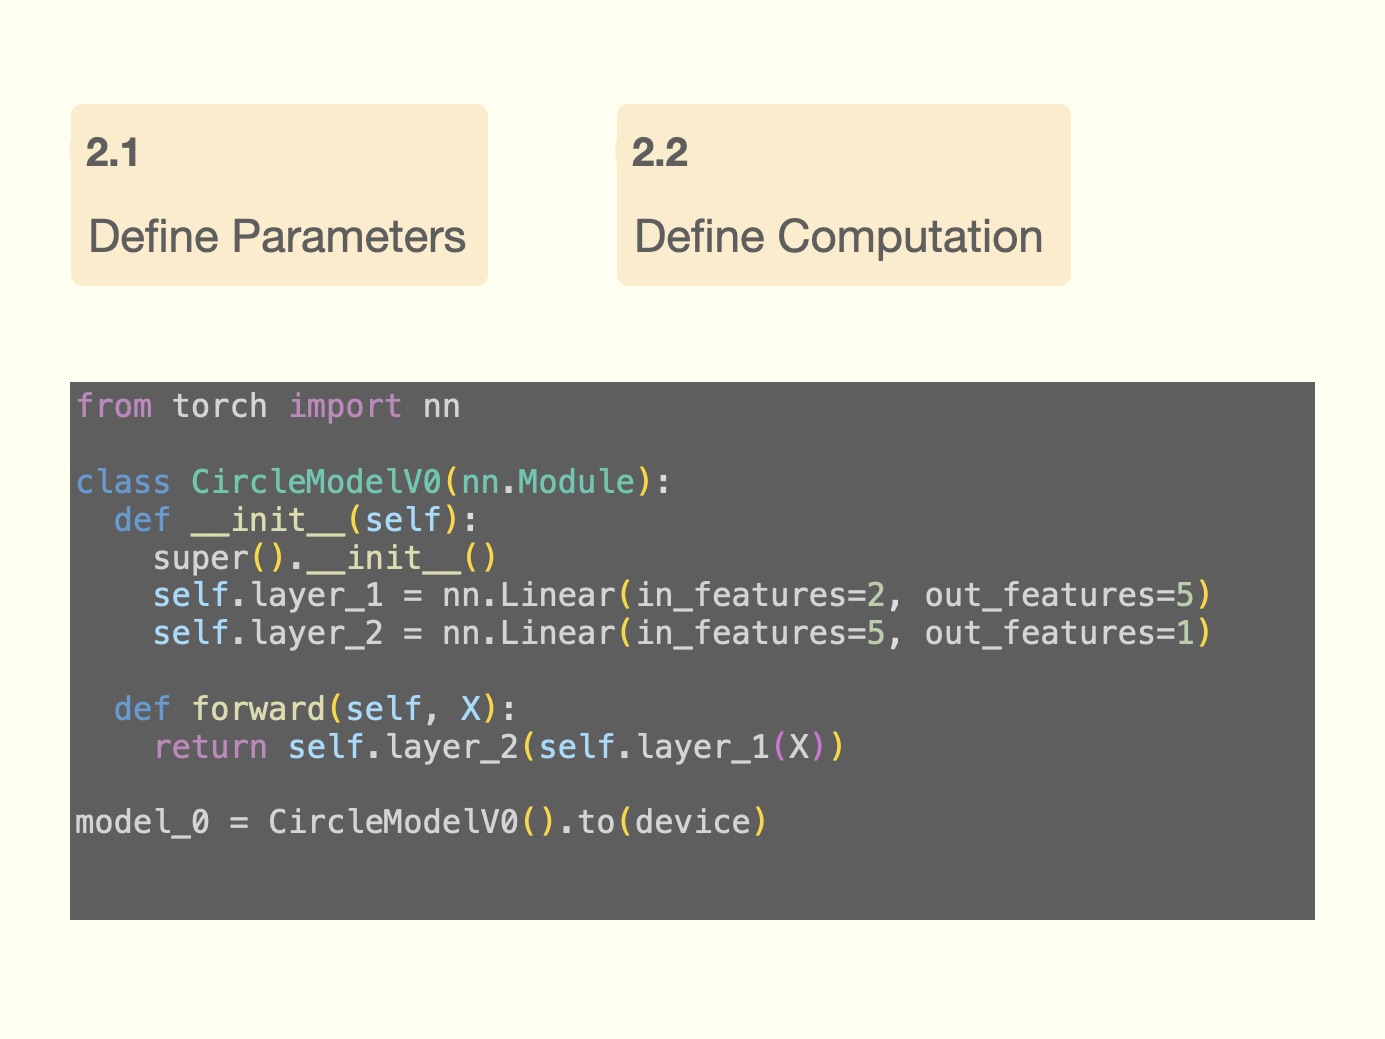 2.1
Define Parameters
2.2
Define Computation
from torch import nn
class CircleModelV0(nn.Module):
  def __init__(self):
    super().__init__()
    self.layer_1 = nn.Linear(in_features=2, out_features=5)
    self.layer_2 = nn.Linear(in_features=5, out_features=1)
  def forward(self, X):
    return self.layer_2(self.layer_1(X))
model_0 = CircleModelV0().to(device)